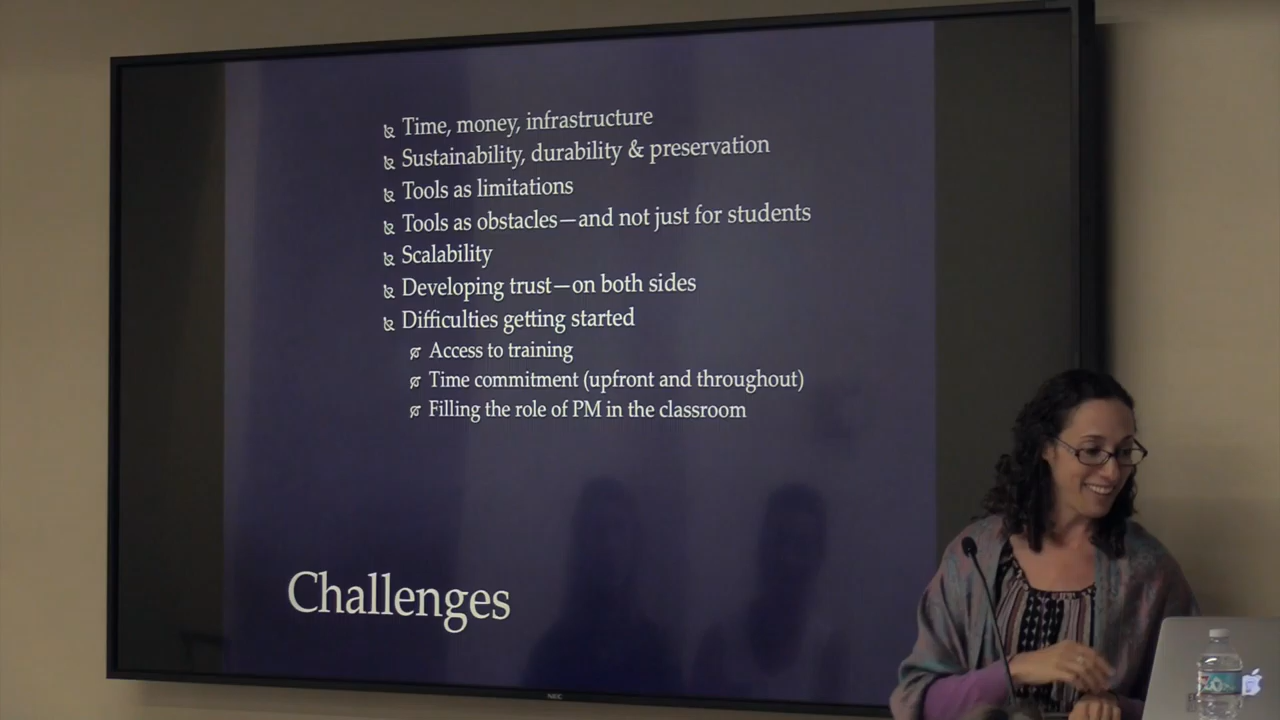 Time, money, infrastructure
Sustainability, durability & preservation
Tools as limitations
Tools as obstacles—and not just for students
Scalability
Developing trust—on both sides
Difficulties getting started
Access to training
Time commitment (upfront and throughout)
Filling the role of PM in the classroom
Challenges
NEC